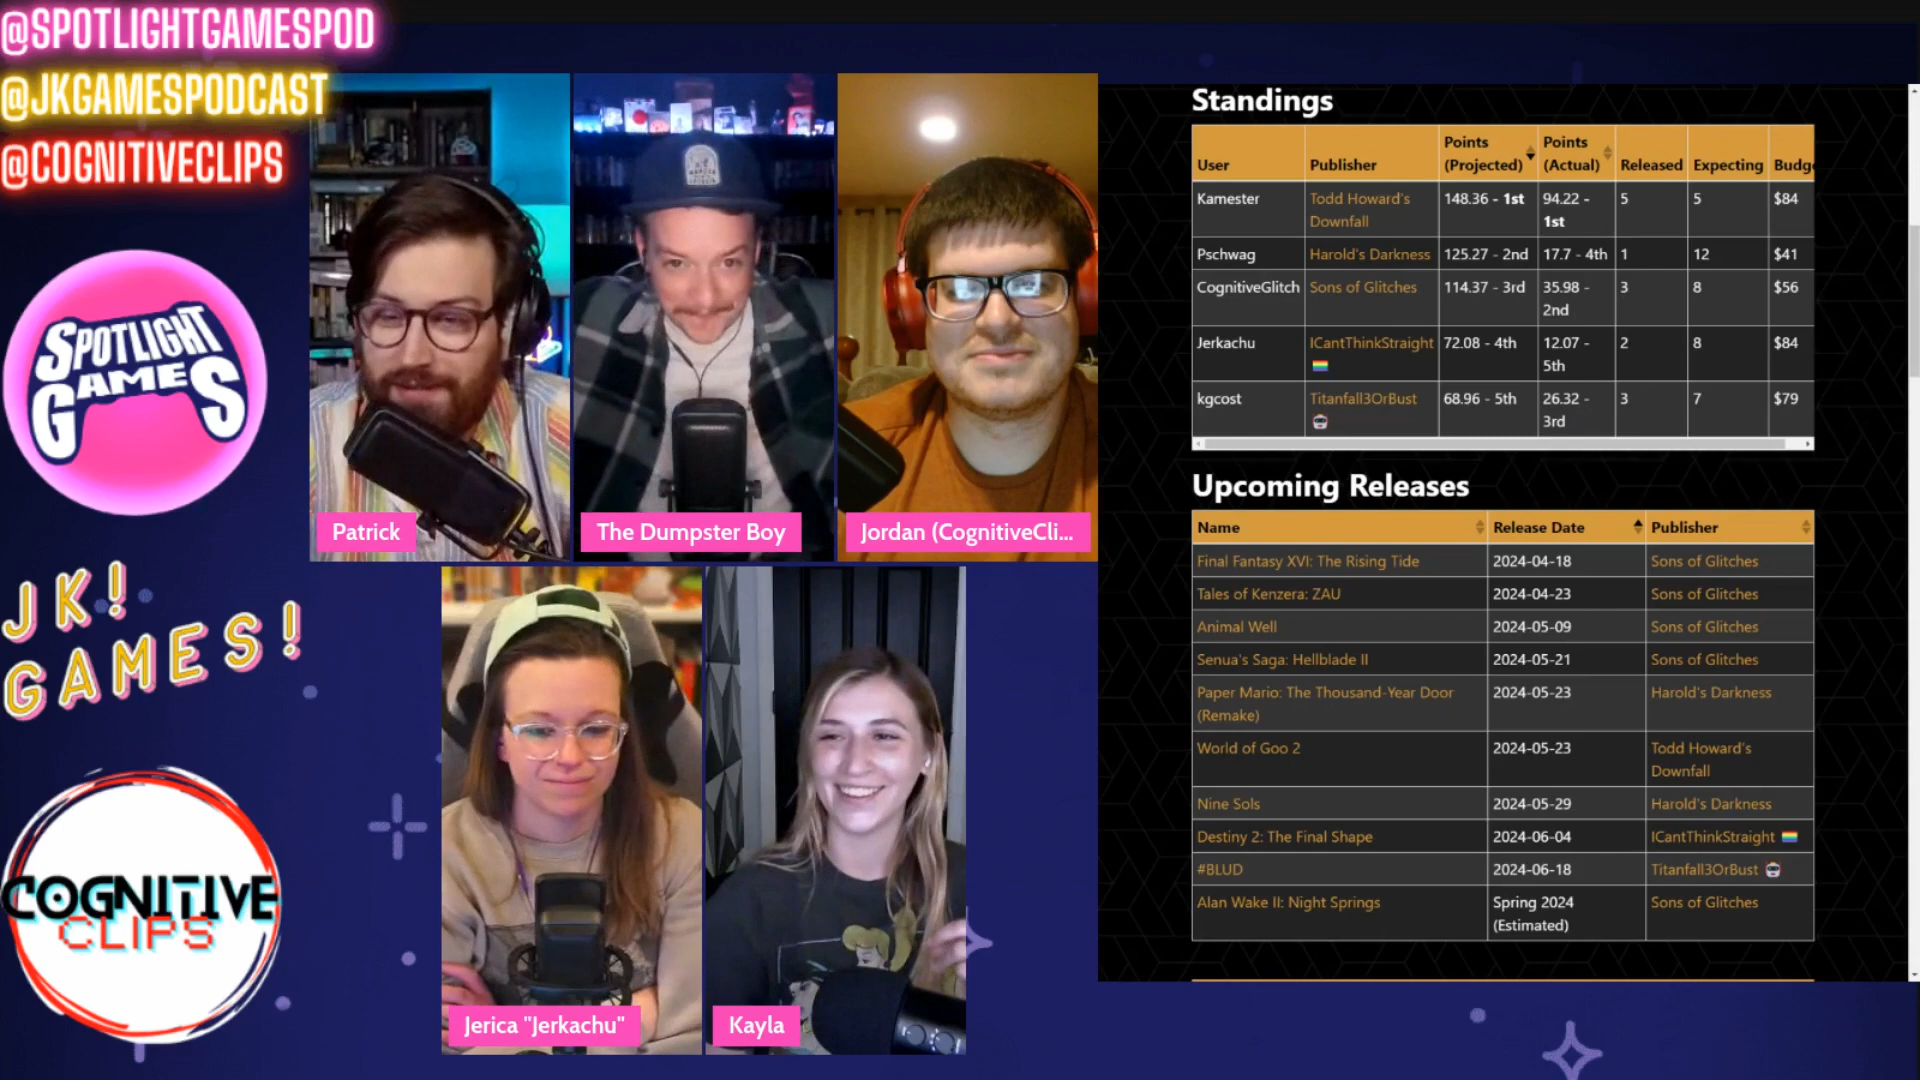 @SPOTLIGHTGAMESPOD
@JKGAMESPODCAST
@COGNITIVECLIPS
SPOTLIGHT
GAMES
JK!
GAMES!
COGNITIVE
CLIPS
Patrick
The Dumpster Boy
Jordan (CognitiveCli...
Jerica "Jerkachu"
Kayla
Standings
User Publisher Points (Projected) Points (Actual) Released Expecting Budg
Kamester Todd Howard's Downfall 148.36 - 1st 94.22 - 1st 5 5 $84
Pschwag Harold's Darkness 125.27 - 2nd 17.7 - 4th 1 12 $41
CognitiveGlitch Sons of Glitches 114.37 - 3rd 35.98 - 2nd 3 8 $56
Jerkachu ICantThinkStraight 72.08 - 4th 12.07 - 5th 2 8 $84
kgcost Titanfall3OrBust 68.96 - 5th 26.32 - 3rd 3 7 $79
Upcoming Releases
Name Release Date Publisher
Final Fantasy XVI: The Rising Tide 2024-04-18 Sons of Glitches
Tales of Kenzera: ZAU 2024-04-23 Sons of Glitches
Animal Well 2024-05-09 Sons of Glitches
Senua's Saga: Hellblade II 2024-05-21 Sons of Glitches
Paper Mario: The Thousand-Year Door (Remake) 2024-05-23 Harold's Darkness
World of Goo 2 2024-05-23 Todd Howard's Downfall
Nine Sols 2024-05-29 Harold's Darkness
Destiny 2: The Final Shape 2024-06-04 ICantThinkStraight
#BLUD 2024-06-18 Titanfall3OrBust
Alan Wake II: Night Springs Spring 2024 (Estimated) Sons of Glitches